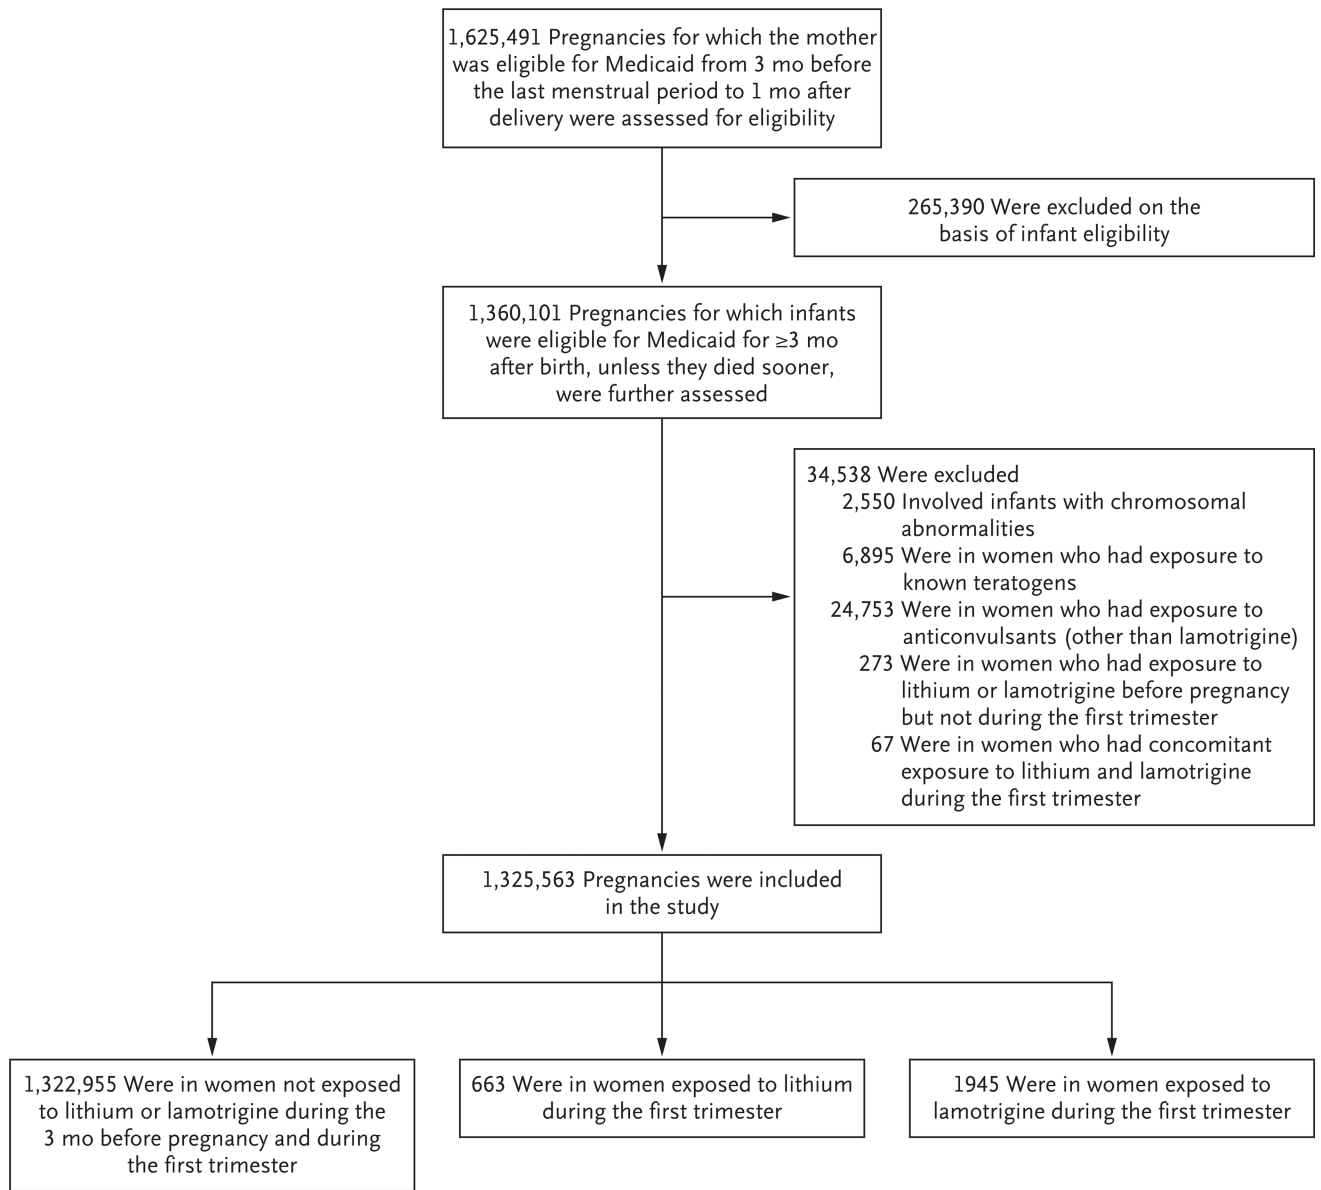 1,625,491 Pregnancies for which the mother
was eligible for Medicaid from 3 mo before
the last menstrual period to 1 mo after
delivery were assessed for eligibility
265,390 Were excluded on the
basis of infant eligibility
1,360,101 Pregnancies for which infants
were eligible for Medicaid for ≥3 mo
after birth, unless they died sooner,
were further assessed
34,538 Were excluded
2,550 Involved infants with chromosomal
abnormalities
6,895 Were in women who had exposure to
known teratogens
24,753 Were in women who had exposure to
anticonvulsants (other than lamotrigine)
273 Were in women who had exposure to
lithium or lamotrigine before pregnancy
but not during the first trimester
67 Were in women who had concomitant
exposure to lithium and lamotrigine
during the first trimester
1,325,563 Pregnancies were included
in the study
1,322,955 Were in women not exposed
to lithium or lamotrigine during the
3 mo before pregnancy and during
the first trimester
663 Were in women exposed to lithium
during the first trimester
1945 Were in women exposed to
lamotrigine during the first trimester